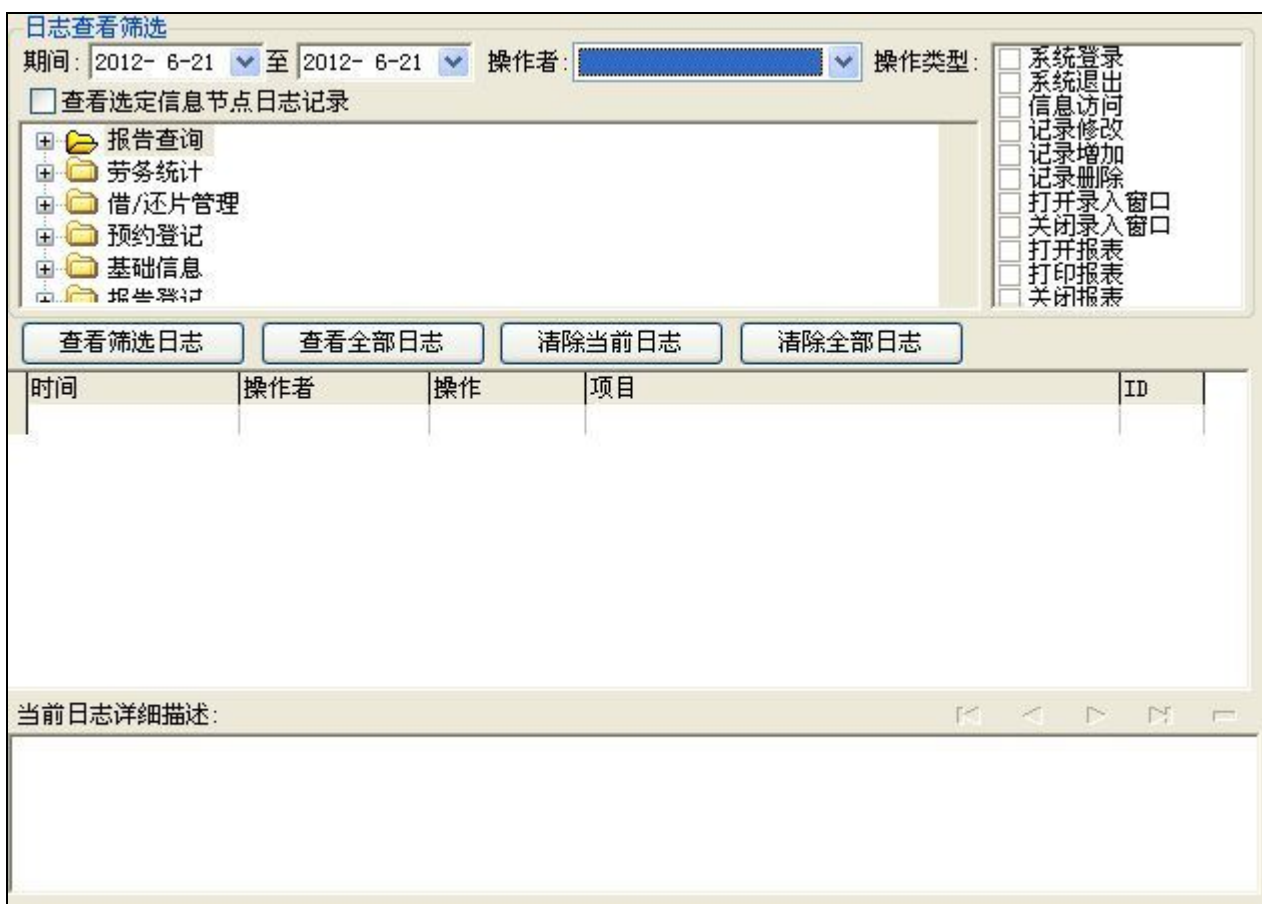 日志查看筛选
期间: 2012- 6-21 至 2012- 6-21 操作者: 操作类型:
查看选定信息节点日志记录
报告查询
劳务统计
借/还片管理
预约登记
基础信息
报告登记
系统登录
系统退出
信息访问
记录修改
记录增加
记录删除
打开录入窗口
关闭录入窗口
打开报表
打印报表
关闭报表
查看筛选日志 查看全部日志 清除当前日志 清除全部日志
时间 操作者 操作 项目 ID
当前日志详细描述: